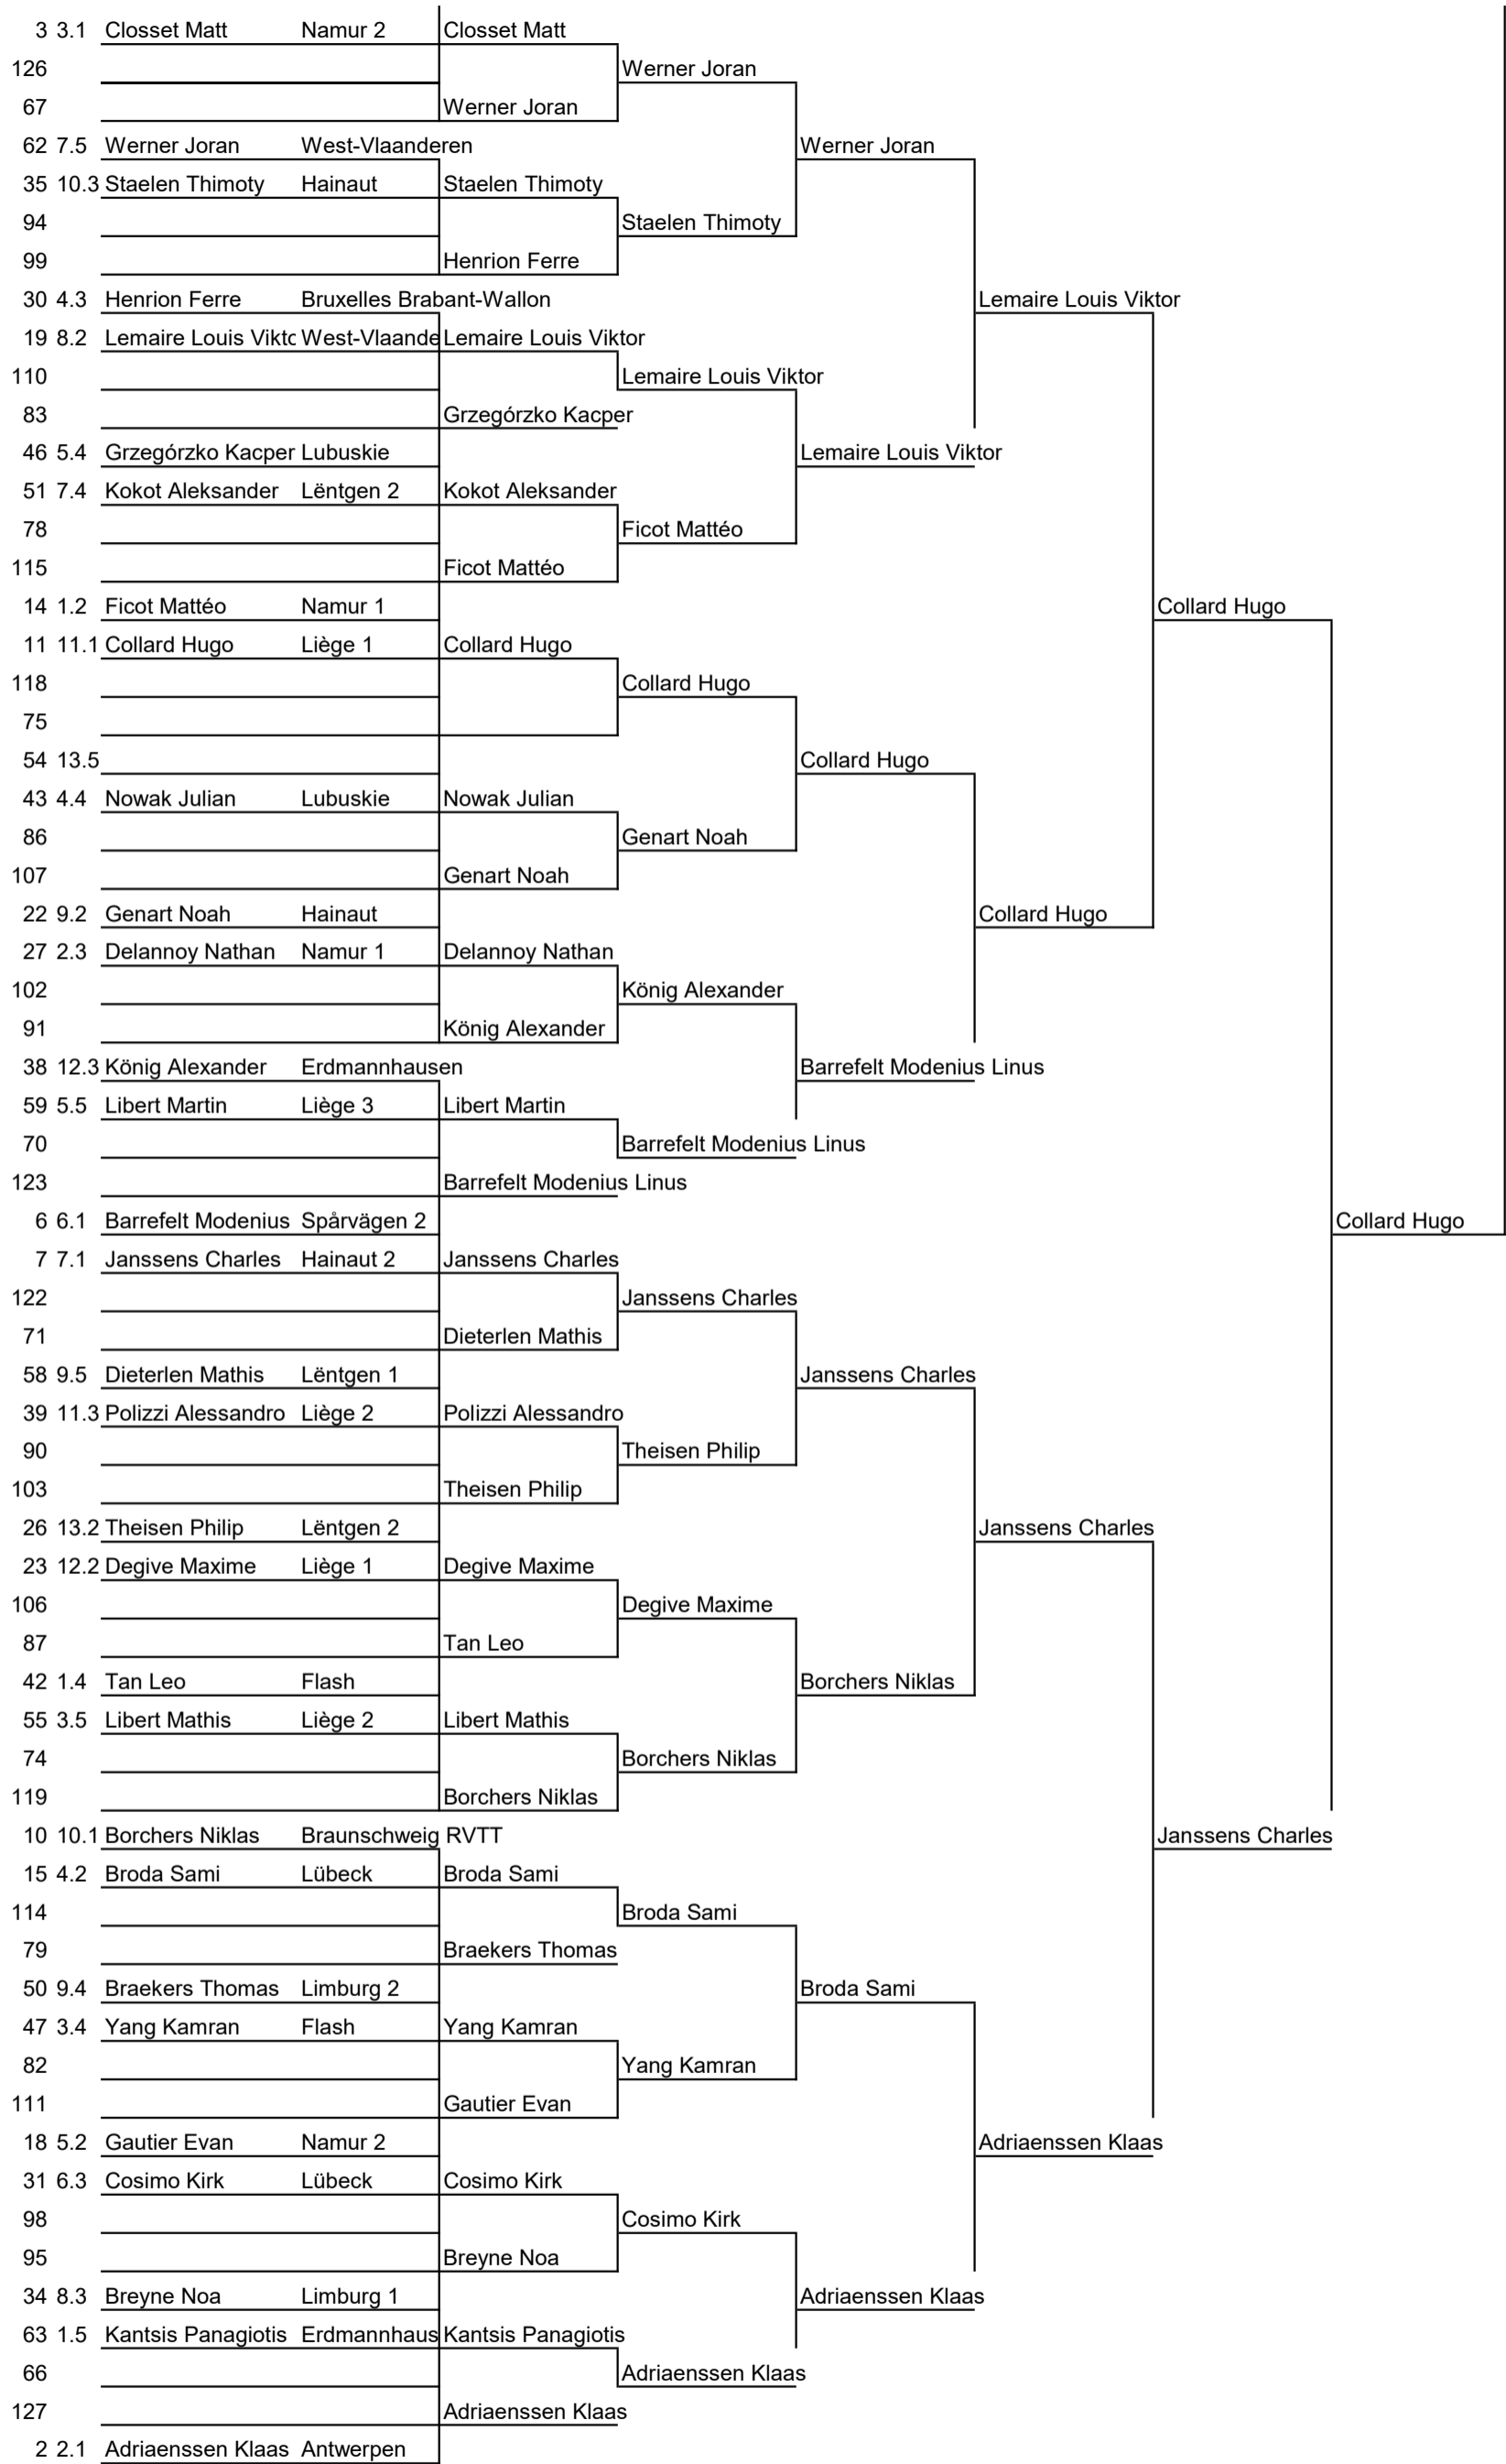 3 3.1 Closset Matt Namur 2 Closset Matt
126 Werner Joran
67 Werner Joran
62 7.5 Werner Joran West-Vlaanderen Werner Joran
35 10.3 Staelen Thimoty Hainaut Staelen Thimoty
94 Staelen Thimoty
99 Henrion Ferre
30 4.3 Henrion Ferre Bruxelles Brabant-Wallon Lemaire Louis Viktor
19 8.2 Lemaire Louis Viktc West-Vlaande Lemaire Louis Viktor
110 Lemaire Louis Viktor
83 Grzegórzko Kacper
46 5.4 Grzegórzko Kacper Lubuskie Lemaire Louis Viktor
51 7.4 Kokot Aleksander Lëntgen 2 Kokot Aleksander
78 Ficot Mattéo
115 Ficot Mattéo
14 1.2 Ficot Mattéo Namur 1 Collard Hugo
11 11.1 Collard Hugo Liège 1 Collard Hugo
118 Collard Hugo
75
54 13.5 Collard Hugo
43 4.4 Nowak Julian Lubuskie Nowak Julian
86 Genart Noah
107 Genart Noah
22 9.2 Genart Noah Hainaut Collard Hugo
27 2.3 Delannoy Nathan Namur 1 Delannoy Nathan
102 König Alexander
91 König Alexander
38 12.3 König Alexander Erdmannhausen Barrefelt Modenius Linus
59 5.5 Libert Martin Liège 3 Libert Martin
70 Barrefelt Modenius Linus
123 Barrefelt Modenius Linus
6 6.1 Barrefelt Modenius Spårvägen 2 Collard Hugo
7 7.1 Janssens Charles Hainaut 2 Janssens Charles
122 Janssens Charles
71 Dieterlen Mathis
58 9.5 Dieterlen Mathis Lëntgen 1 Janssens Charles
39 11.3 Polizzi Alessandro Liège 2 Polizzi Alessandro
90 Theisen Philip
103 Theisen Philip
26 13.2 Theisen Philip Lëntgen 2 Janssens Charles
23 12.2 Degive Maxime Liège 1 Degive Maxime
106 Degive Maxime
87 Tan Leo
42 1.4 Tan Leo Flash Borchers Niklas
55 3.5 Libert Mathis Liège 2 Libert Mathis
74 Borchers Niklas
119 Borchers Niklas
10 10.1 Borchers Niklas Braunschweig RVTT Janssens Charles
15 4.2 Broda Sami Lübeck Broda Sami
114 Broda Sami
79 Braekers Thomas
50 9.4 Braekers Thomas Limburg 2 Broda Sami
47 3.4 Yang Kamran Flash Yang Kamran
82 Yang Kamran
111 Gautier Evan
18 5.2 Gautier Evan Namur 2 Adriaenssen Klaas
31 6.3 Cosimo Kirk Lübeck Cosimo Kirk
98 Cosimo Kirk
95 Breyne Noa
34 8.3 Breyne Noa Limburg 1 Adriaenssen Klaas
63 1.5 Kantsis Panagiotis Erdmannhaus Kantsis Panagiotis
66 Adriaenssen Klaas
127 Adriaenssen Klaas
2 2.1 Adriaenssen Klaas Antwerpen